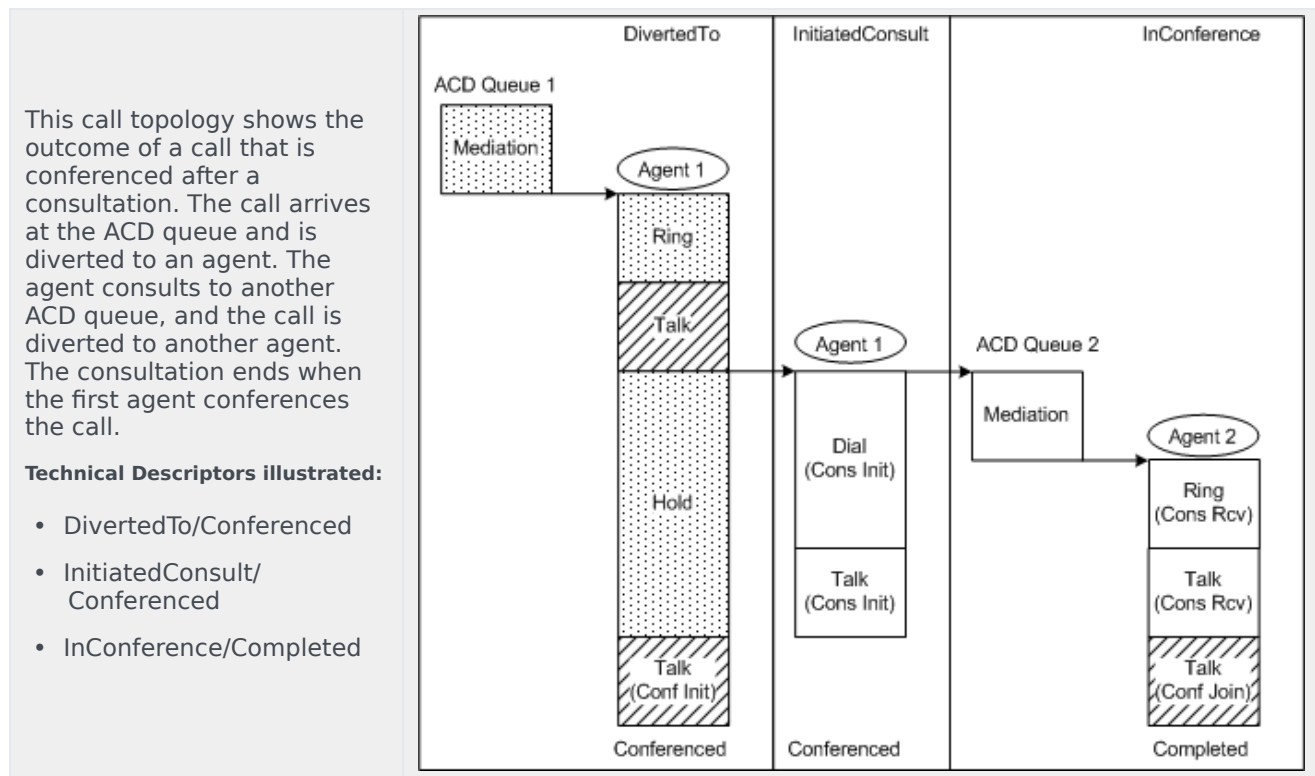 This call topology shows the
outcome of a call that is
conferenced after a
consultation. The call arrives
at the ACD queue and is
diverted to an agent. The
agent consults to another
ACD queue, and the call is
diverted to another agent.
The consultation ends when
the first agent conferences
the call.
Technical Descriptors illustrated:
• DivertedTo/Conferenced
• InitiatedConsult/
Conferenced
• InConference/Completed
DivertedTo
InitiatedConsult
InConference
ACD Queue 1
Mediation
Agent 1
Ring
Talk
Hold
Talk
(Conf Init)
Conferenced
Agent 1
Dial
(Cons Init)
Talk
(Cons Init)
Conferenced
ACD Queue 2
Mediation
Agent 2
Ring
(Cons Rcv)
Talk
(Cons Rcv)
Talk
(Conf Join)
Completed